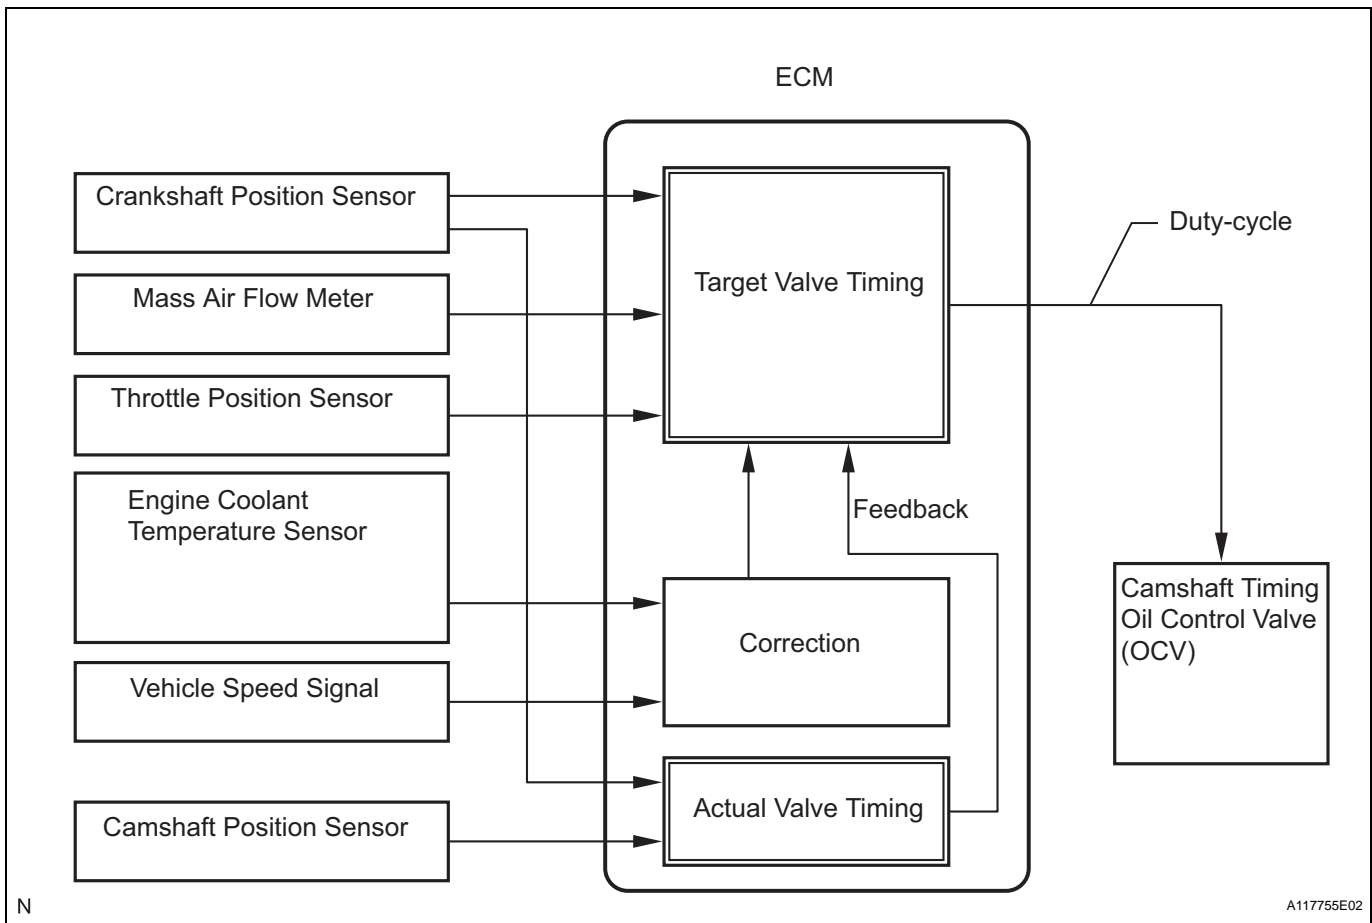 ECM
Crankshaft Position Sensor
Mass Air Flow Meter
Throttle Position Sensor
Engine Coolant
Temperature Sensor
Vehicle Speed Signal
Camshaft Position Sensor
Target Valve Timing
Feedback
Correction
Actual Valve Timing
Duty-cycle
Camshaft Timing
Oil Control Valve
(OCV)
N
A117755E02